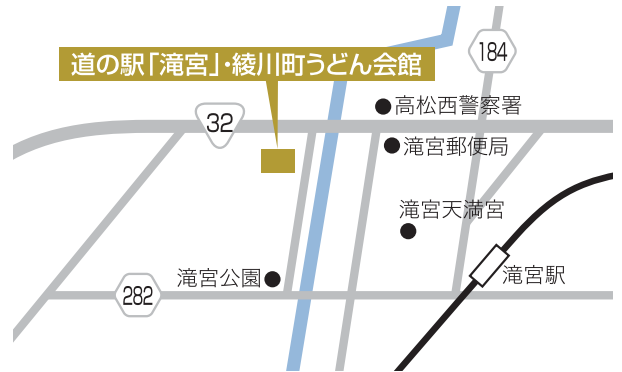 184
道の駅「滝宮」・綾川町うどん会館
高松西警察署
32
滝宮郵便局
滝宮天満宮
滝宮公園
滝宮駅
282